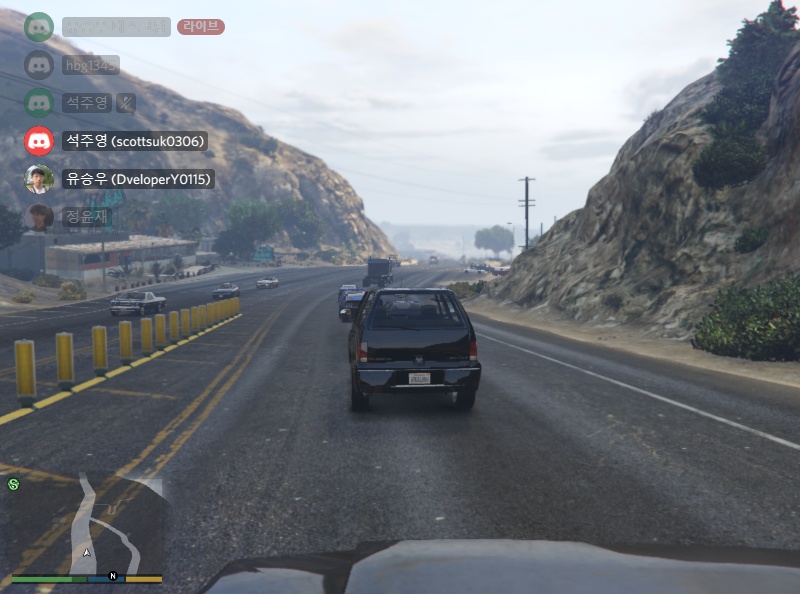 라이브
hbg1345
석주영
석주영 (scottsuk0306)
유승우 (DveloperY0115)
정윤재
N